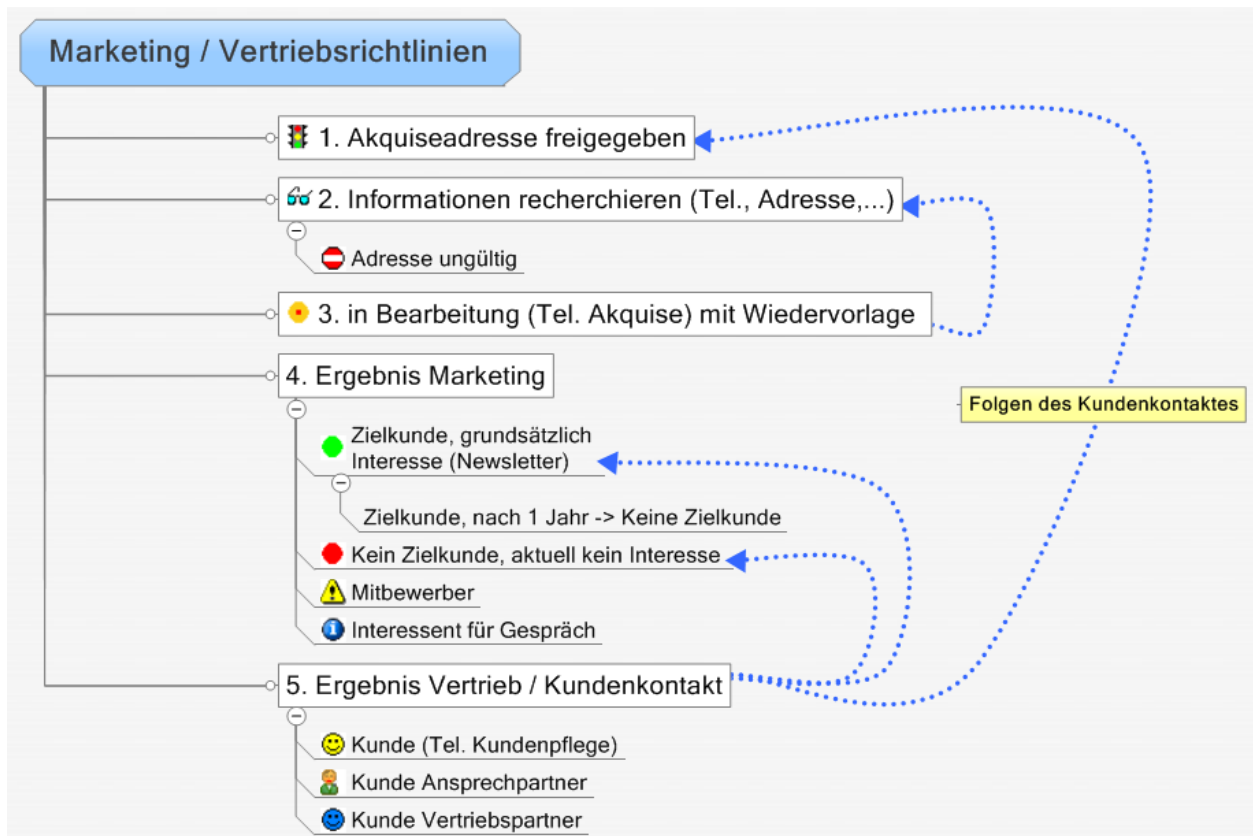 Marketing / Vertriebsrichtlinien
1. Akquiseadresse freigegeben
2. Informationen recherchieren (Tel., Adresse,...)
Adresse ungültig
3. in Bearbeitung (Tel. Akquise) mit Wiedervorlage
4. Ergebnis Marketing
Folgen des Kundenkontaktes
Zielkunde, grundsätzlich
Interesse (Newsletter)
Zielkunde, nach 1 Jahr -> Keine Zielkunde
Kein Zielkunde, aktuell kein Interesse
Mitbewerber
Interessent für Gespräch
5. Ergebnis Vertrieb / Kundenkontakt
Kunde (Tel. Kundenpflege)
Kunde Ansprechpartner
Kunde Vertriebspartner